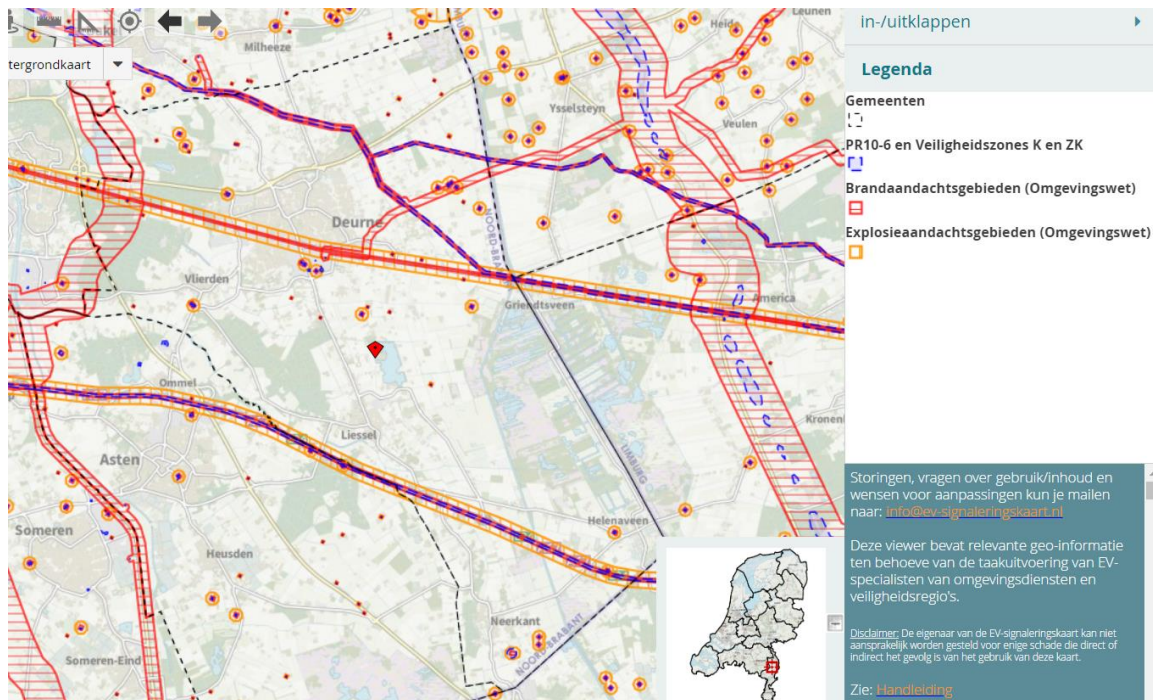 in-/uitklappen
Legenda
Gemeenten
PR10-6 en Veiligheidszones K en ZK
Brandaandachtsgebieden (Omgevingswet)
Explosieaandachtsgebieden (Omgevingswet)
Storingen, vragen over gebruik/inhoud en
wensen voor aanpassingen kun je mailen
naar: info@ev-signaleringskaart.nl
Deze viewer bevat relevante geo-informatie
ten behoeve van de taakuitvoering van EV-
specialisten van omgevingsdiensten en
veiligheidsregio's.
Disclaimer: De eigenaar van de EV-signaleringskaart kan niet
aansprakelijk worden gesteld voor enige schade die direct of
indirect het gevolg is van het gebruik van deze kaart.
Zie: Handleiding
tergrondkaart
Milheeze
Heide
Leunen
Ysselsteyn
Veulen
Deurne
NOORD-BRA
Vlierden
Griendtsveen
America
Ommel
Kronen
Liessel
Asten
LIMBURG
Someren
Helenaveen
Heusden
Neerkant
NOORD-BRABANT
Someren-Eind